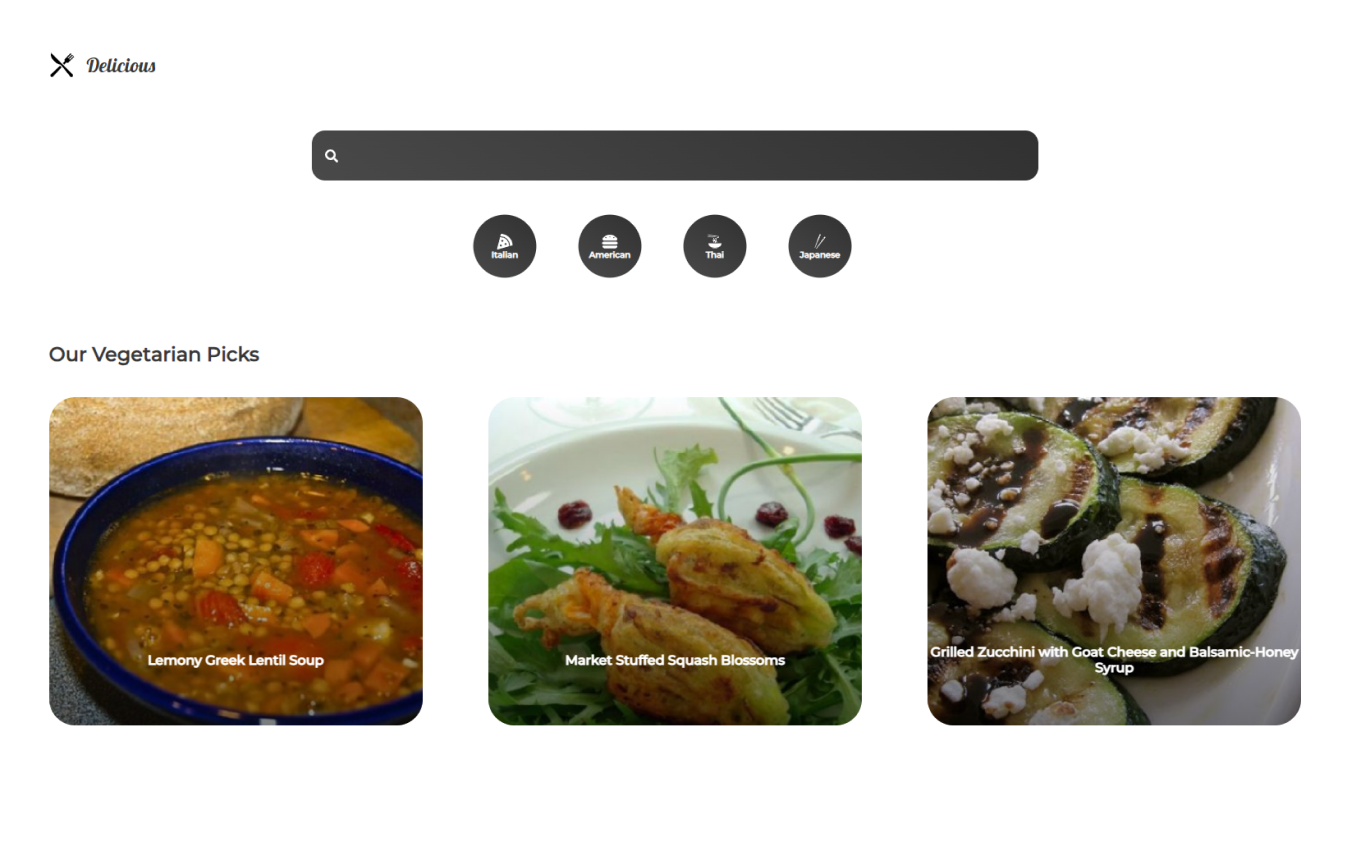 Delicious
Italian
American
Thai
Japanese
Our Vegetarian Picks
Lemony Greek Lentil Soup
Market Stuffed Squash Blossoms
Grilled Zucchini with Goat Cheese and Balsamic-Honey
Syrup